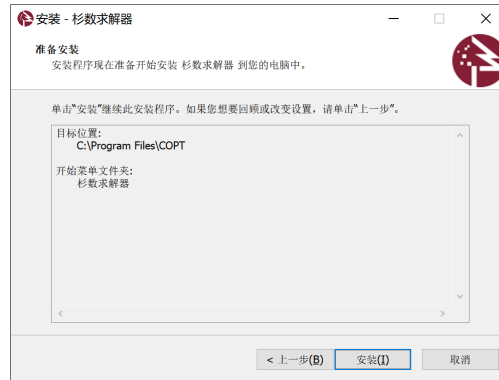 安装 - 杉数求解器
准备安装
安装程序现在准备开始安装 杉数求解器 到您的电脑中。
单击“安装”继续此安装程序。如果您想要回顾或改变设置，请单击“上一步”。
目标位置:
C:\Program Files\COPT
开始菜单文件夹:
杉数求解器
< 上一步(B)
安装(I)
取消